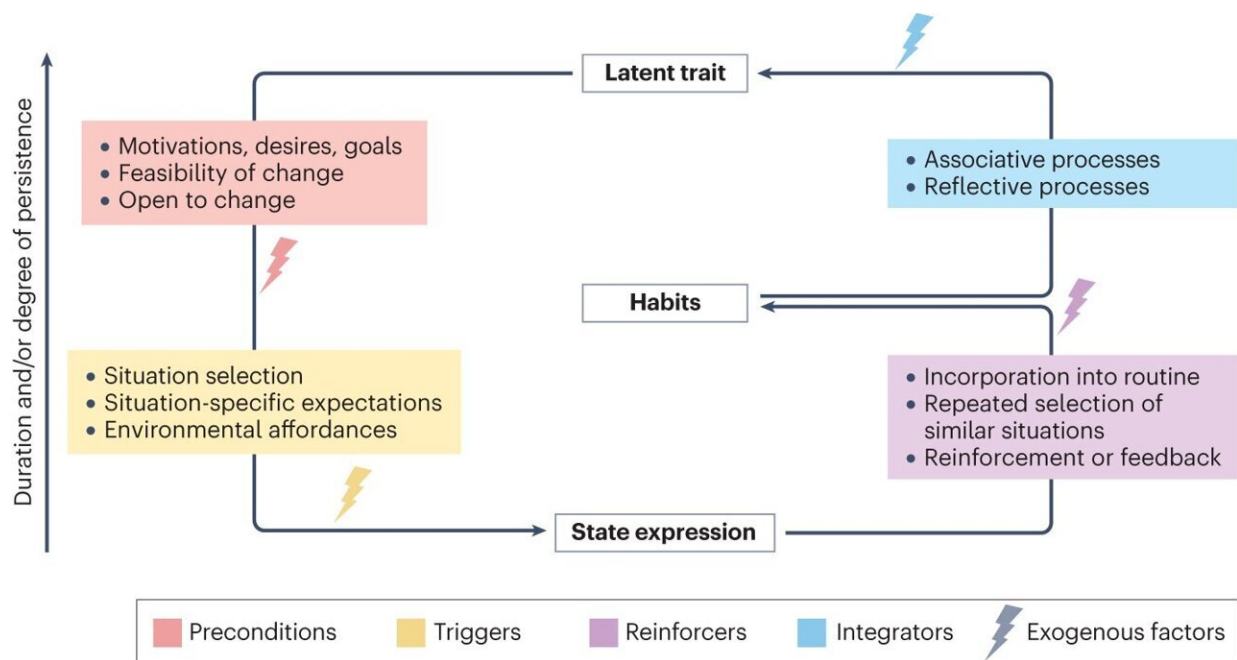 Duration and/or degree of persistence
Latent trait
• Motivations, desires, goals
• Feasibility of change
• Open to change
• Associative processes
• Reflective processes
Habits
• Situation selection
• Situation-specific expectations
• Environmental affordances
• Incorporation into routine
• Repeated selection of
similar situations
• Reinforcement or feedback
State expression
Preconditions
Triggers
Reinforcers
Integrators
Exogenous factors